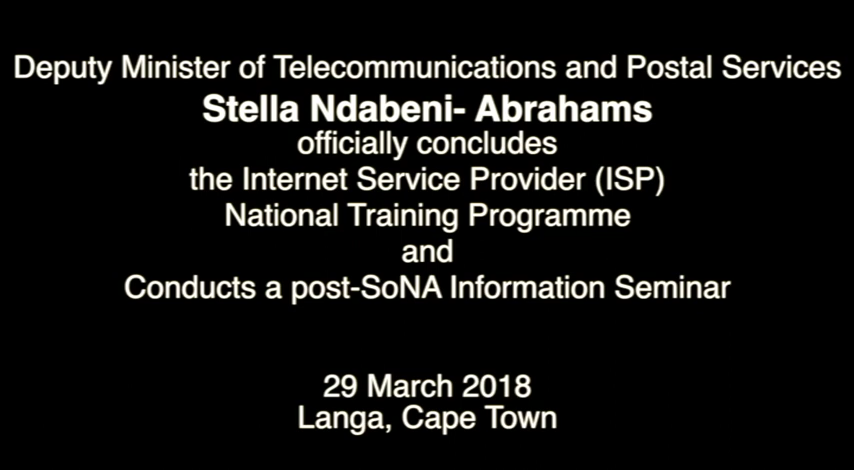 Deputy Minister of Telecommunications and Postal Services
Stella Ndabeni- Abrahams
officially concludes
the Internet Service Provider (ISP)
National Training Programme
and
Conducts a post-SoNA Information Seminar
29 March 2018
Langa, Cape Town